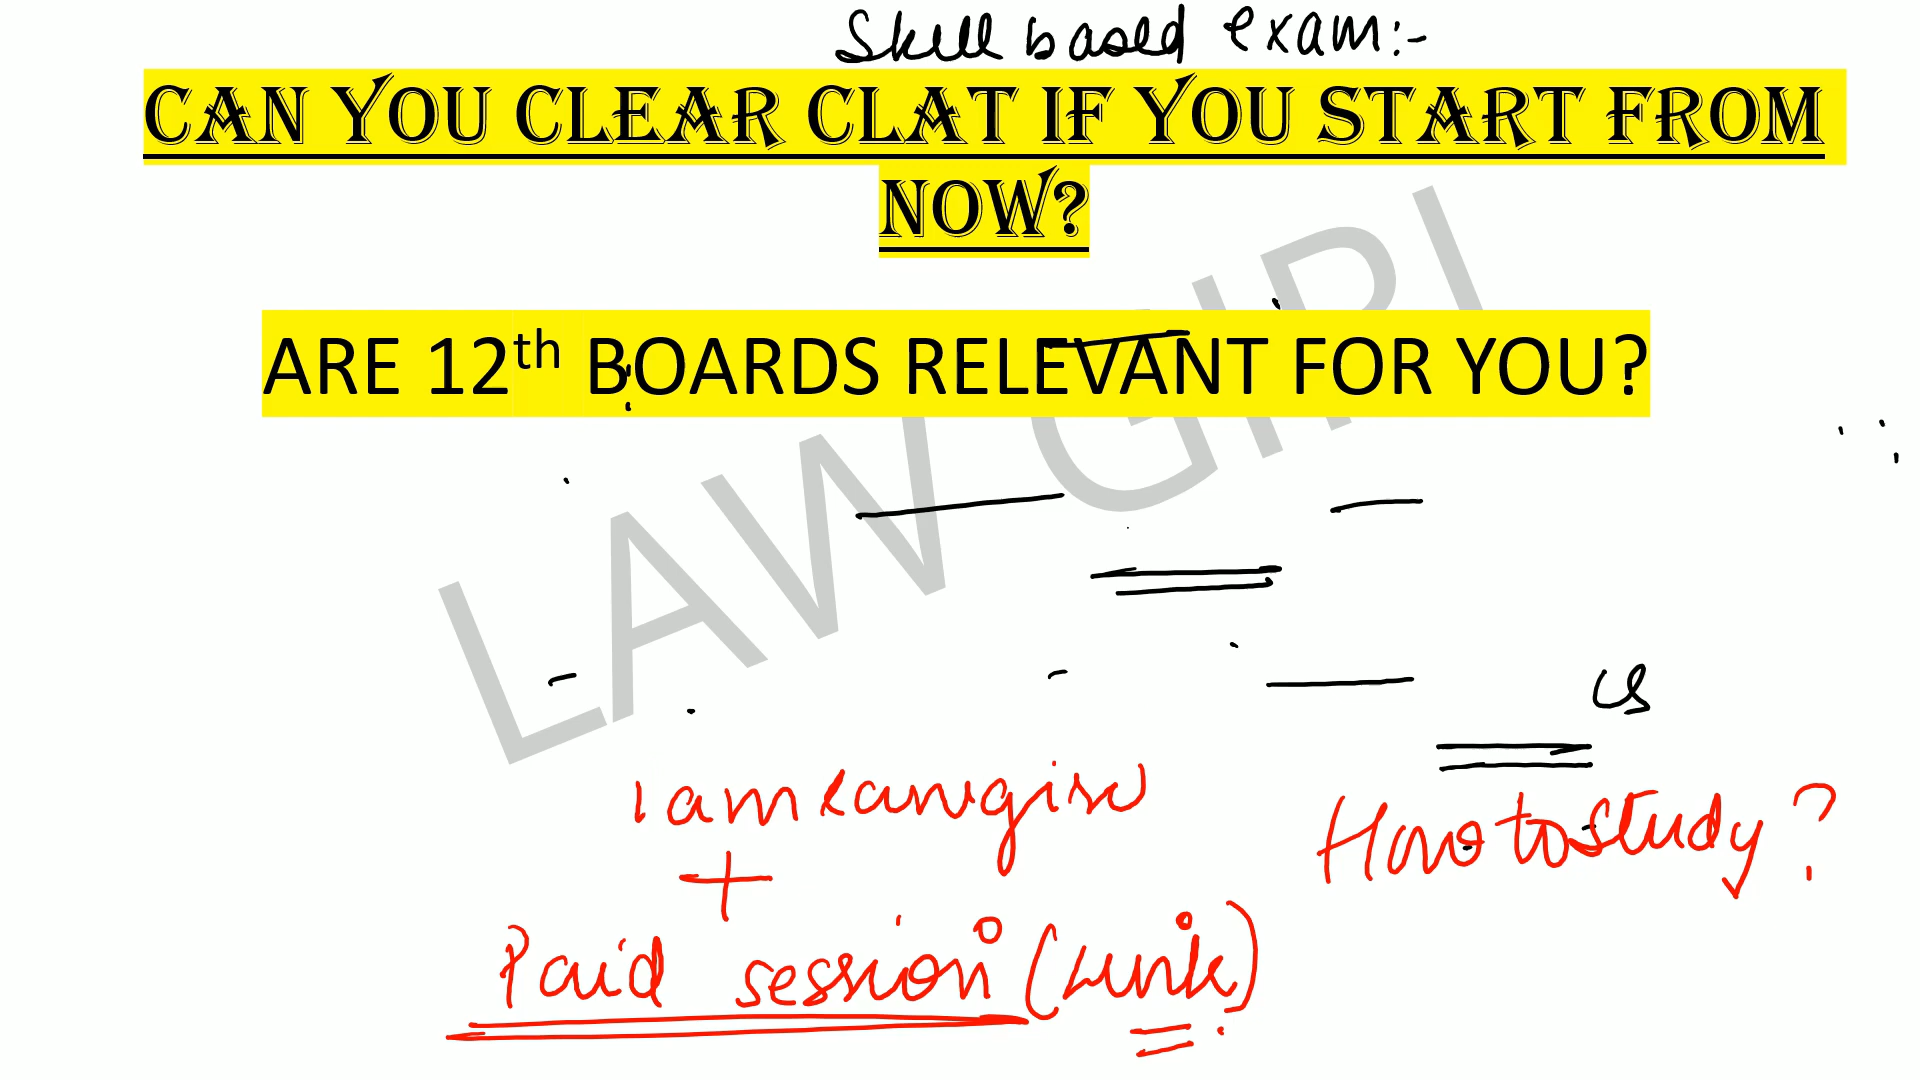 Skill based exam:-
CAN YOU CLEAR CLAT IF YOU START FROM
NOW?
ARE 12th BOARDS RELEVANT FOR YOU?
LAW GIRI
I am lawgiri
+
How to study?
Paid session (Link)